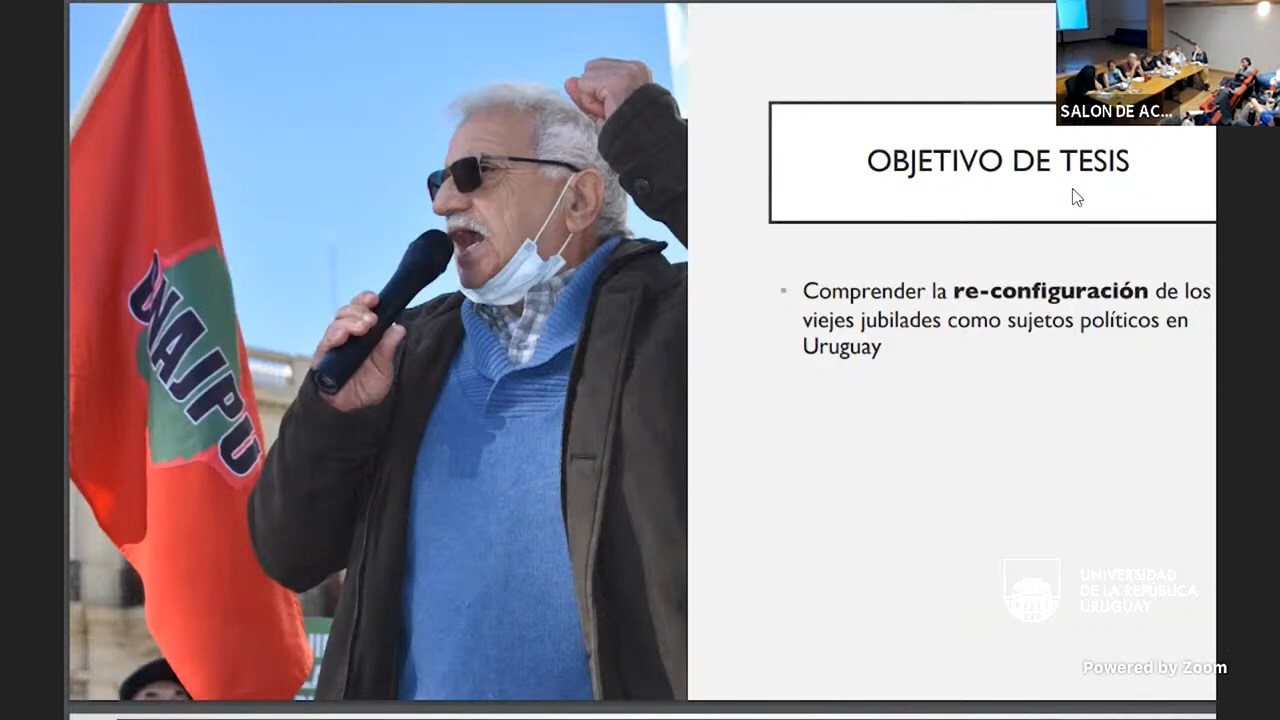 ONAJPU
SALON DE AC...
OBJETIVO DE TESIS
Comprender la re-configuración de los
viejes jubilades como sujetos políticos en
Uruguay
UNIVERSIDAD
DE LA REPÚBLICA
URUGUAY
Powered by Zoom